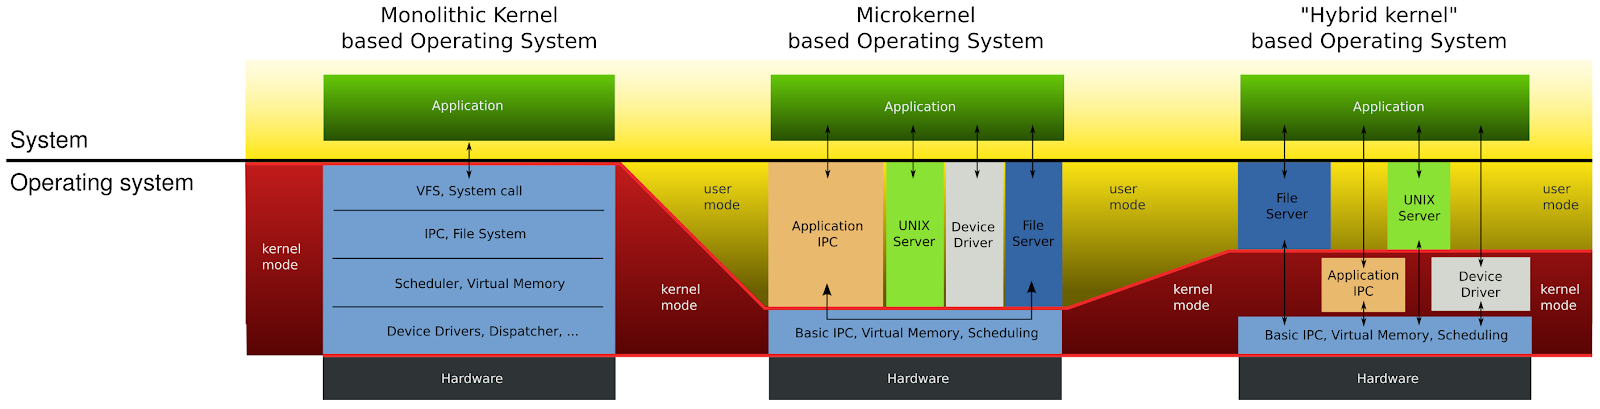 Monolithic Kernel
based Operating System
Microkernel
based Operating System
"Hybrid kernel"
based Operating System
System
Operating system
Application
VFS, System call
IPC, File System
Scheduler, Virtual Memory
Device Drivers, Dispatcher, ...
Hardware
kernel
mode
kernel
mode
user
mode
Application
Application
IPC
UNIX
Server
Device
Driver
File
Server
Basic IPC, Virtual Memory, Scheduling
Hardware
user
mode
kernel
mode
Application
File
Server
UNIX
Server
Application
IPC
Device
Driver
Basic IPC, Virtual Memory, Scheduling
Hardware
user
mode
kernel
mode